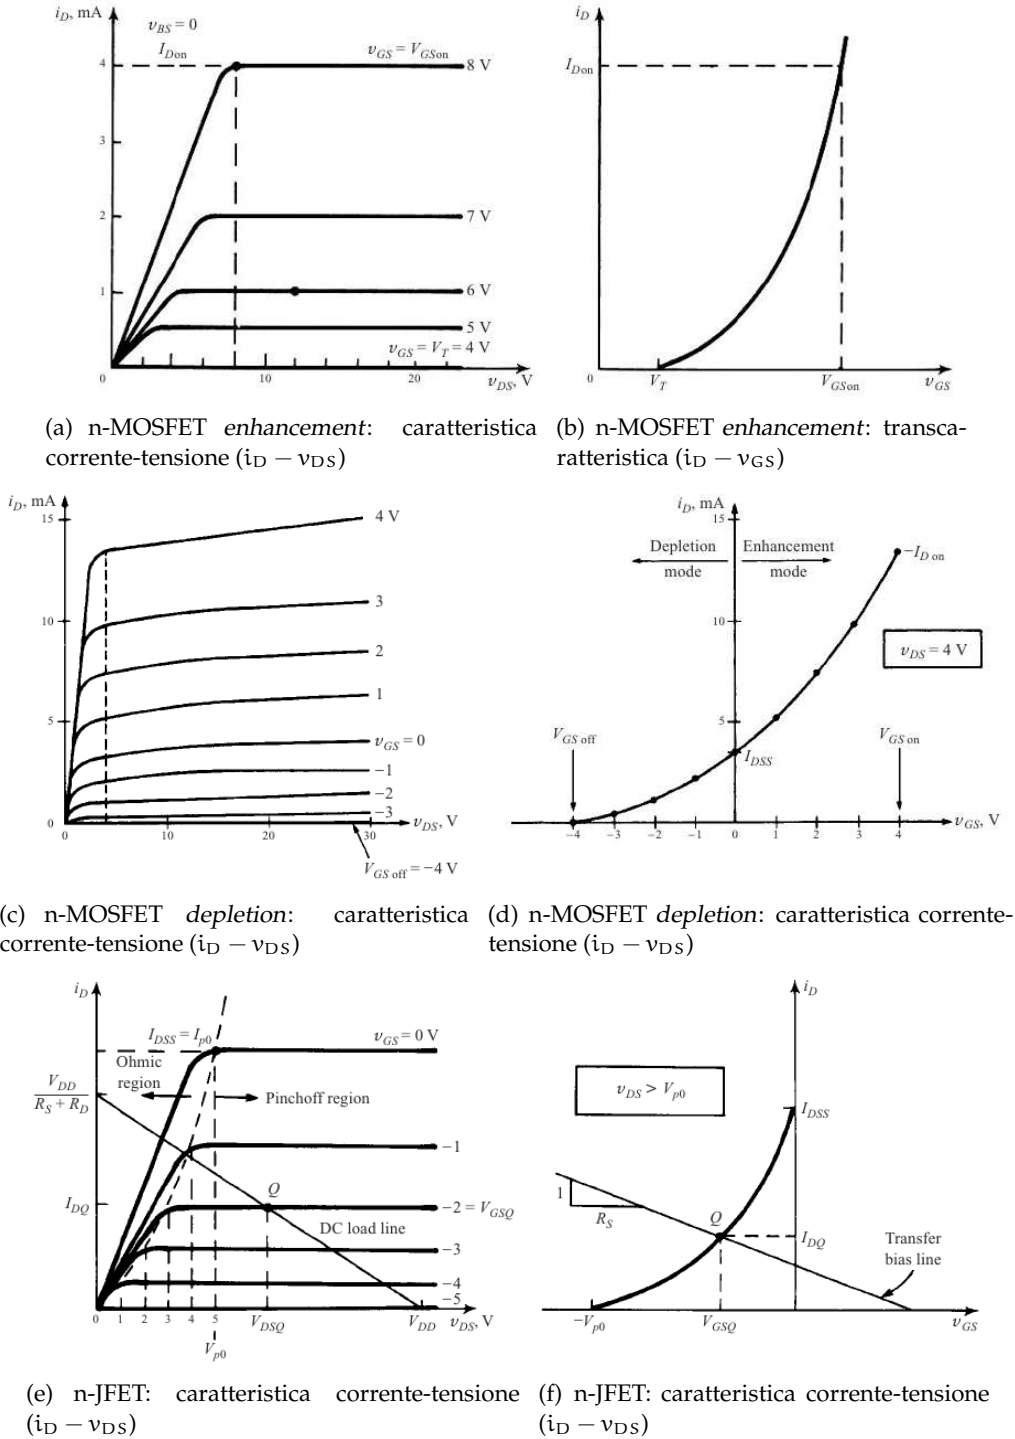 i_D, mA
v_BS = 0
I_Don
v_GS = V_GSon
4
8 V
3
2
7 V
1
6 V
5 V
v_GS = V_T = 4 V
0
10
20
v_DS, V
i_D
I_Don
0
V_T
V_GSon
v_GS
(a) n-MOSFET enhancement: caratteristica
corrente-tensione (i_D − v_DS)
(b) n-MOSFET enhancement: transca-
ratteristica (i_D − v_GS)
i_D, mA
15
4 V
3
10
2
1
5
v_GS = 0
−1
−2
−3
0
0
10
20
30
v_DS, V
V_GS off = −4 V
i_D, mA
15
Depletion
mode
Enhancement
mode
−I_D on
10
v_DS = 4 V
5
V_GS off
V_GS on
I_DSS
−4
−3
−2
−1
0
1
2
3
4
v_GS, V
(c) n-MOSFET depletion: caratteristica
corrente-tensione (i_D − v_DS)
(d) n-MOSFET depletion: caratteristica corrente-
tensione (i_D − v_DS)
i_D
I_DSS = I_p0
v_GS = 0 V
Ohmic
region
V_DD
R_S + R_D
Pinchoff region
−1
Q
I_DQ
−2 = V_GSQ
DC load line
−3
−4
−5
0
1
2
3
4
5
V_DSQ
V_DD
v_DS, V
V_p0
i_D
v_DS > V_p0
I_DSS
1
R_S
Q
I_DQ
Transfer
bias line
−V_p0
V_GSQ
v_GS
(e) n-JFET: caratteristica corrente-tensione
(i_D − v_DS)
(f) n-JFET: caratteristica corrente-tensione
(i_D − v_DS)